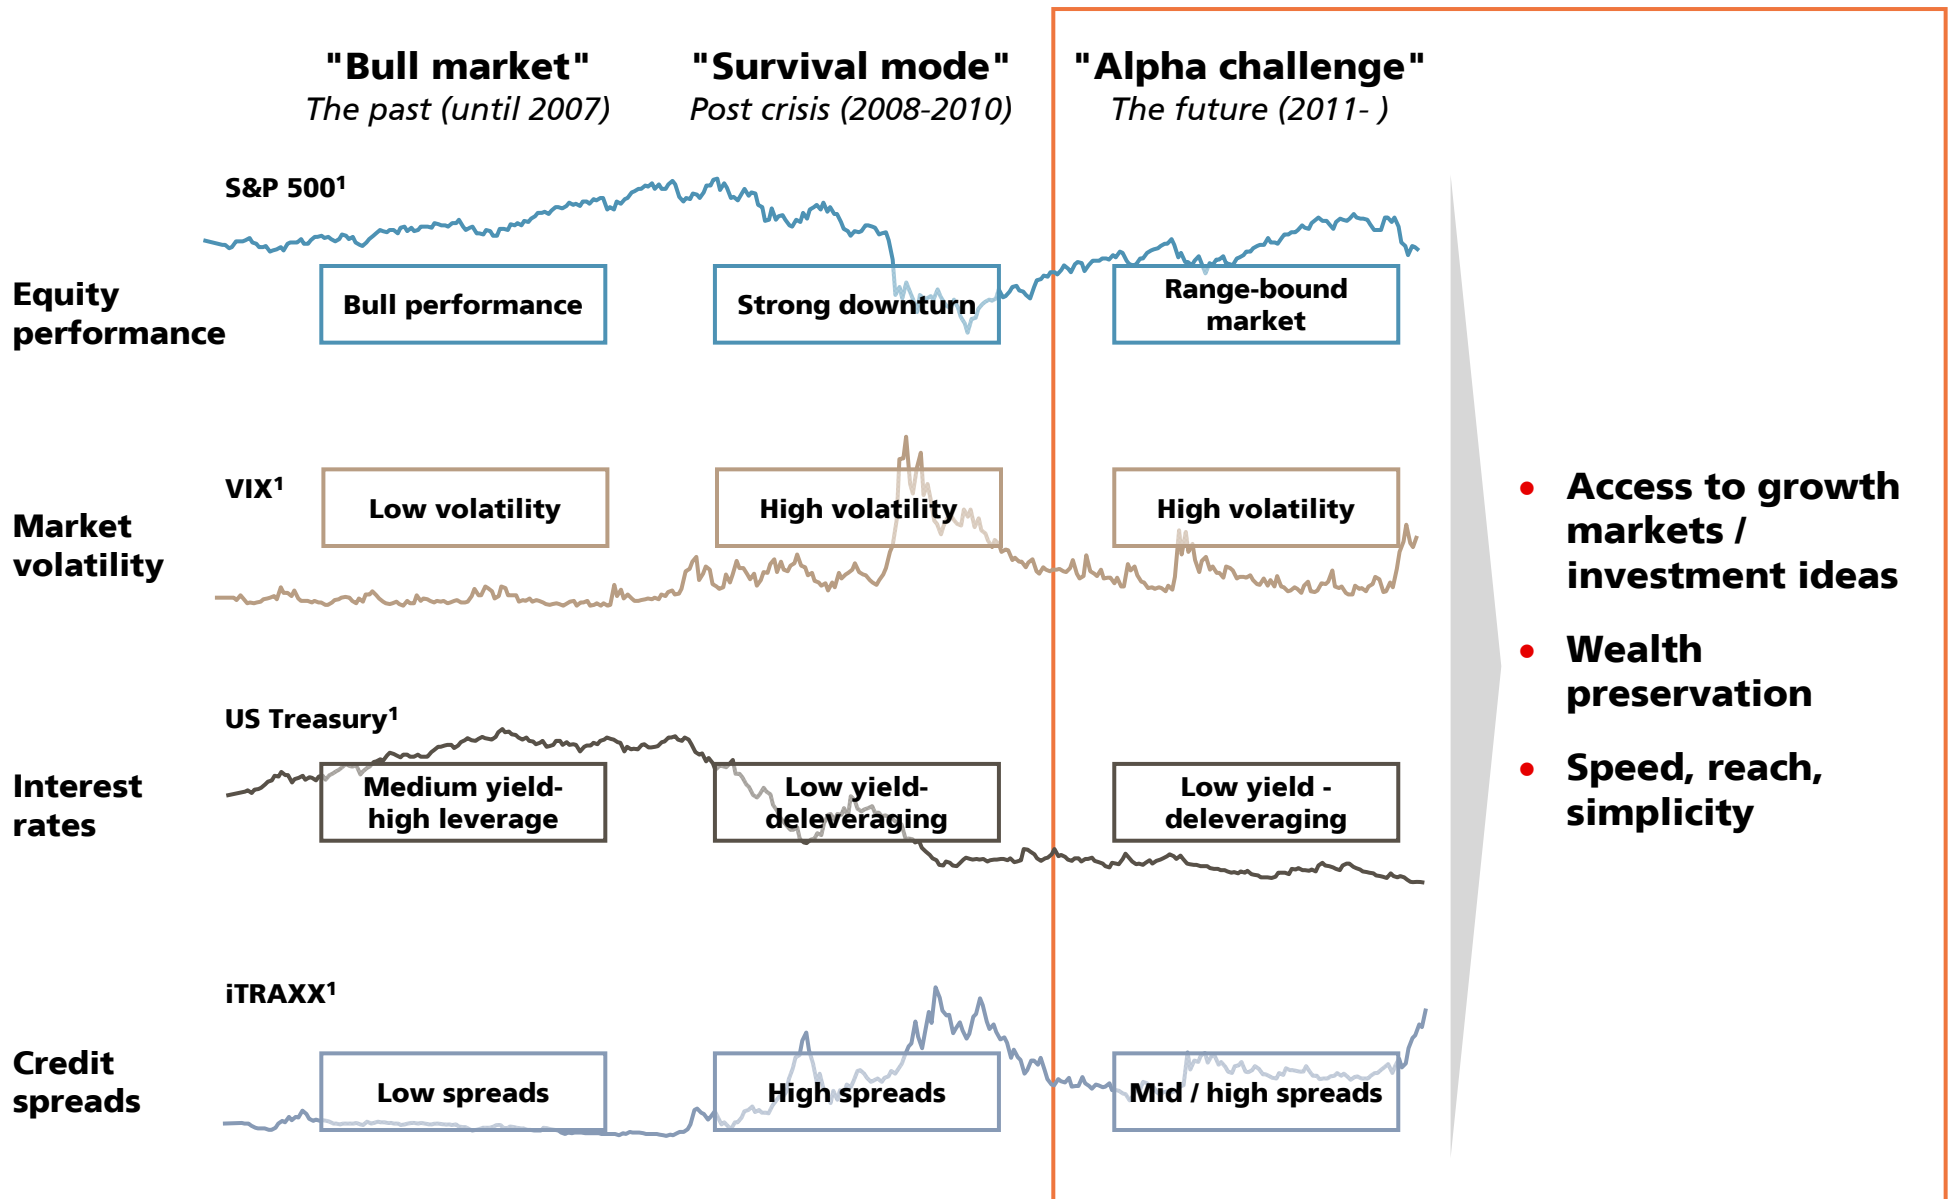 "Bull market"
The past (until 2007)
"Survival mode"
Post crisis (2008-2010)
"Alpha challenge"
The future (2011- )
S&P 500¹
Equity
performance
Bull performance
Strong downturn
Range-bound
market
VIX¹
Market
volatility
Low volatility
High volatility
High volatility
US Treasury¹
Interest
rates
Medium yield-
high leverage
Low yield-
deleveraging
Low yield -
deleveraging
iTRAXX¹
Credit
spreads
Low spreads
High spreads
Mid / high spreads
• Access to growth
markets /
investment ideas
• Wealth
preservation
• Speed, reach,
simplicity